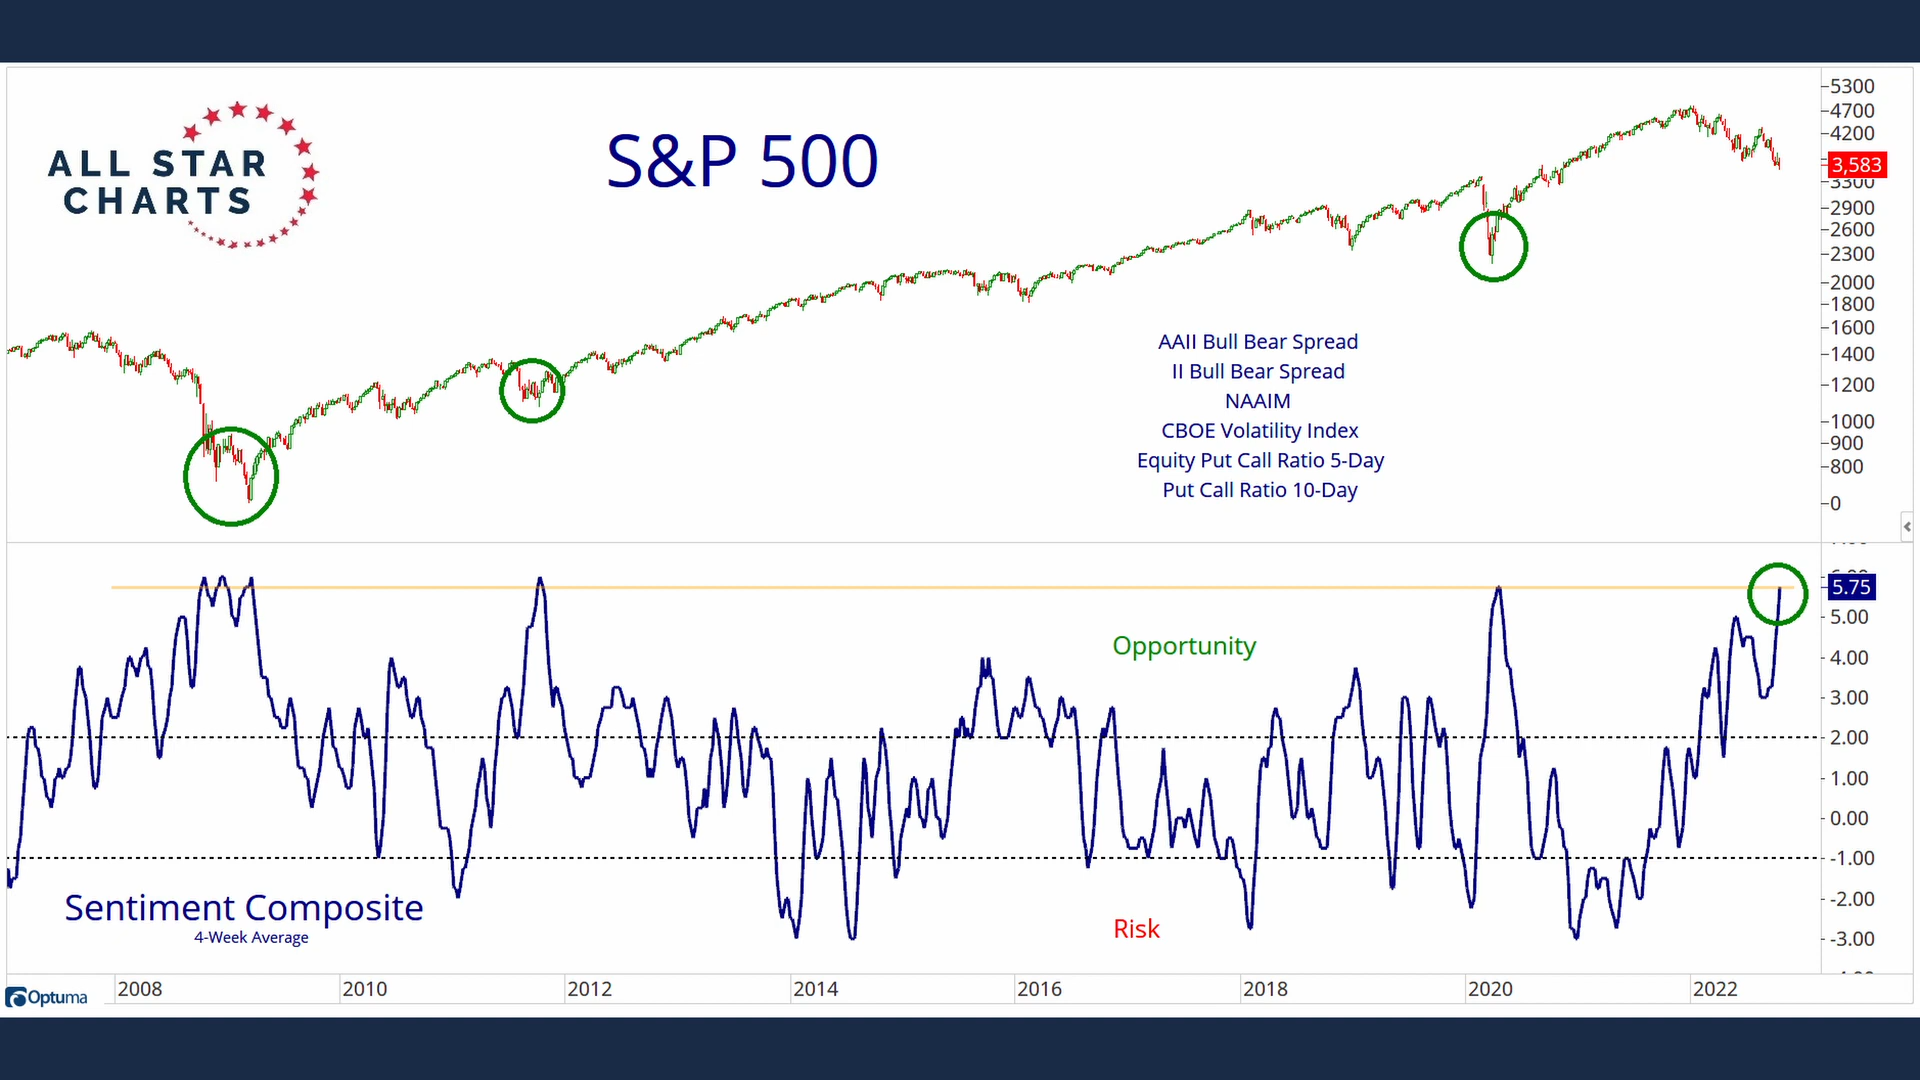 ALL STAR
CHARTS
S&P 500
5300
4700
4200
3,583
3300
2900
2600
2300
2000
1800
1600
1400
1200
1000
900
800
0
AAII Bull Bear Spread
II Bull Bear Spread
NAAIM
CBOE Volatility Index
Equity Put Call Ratio 5-Day
Put Call Ratio 10-Day
6.00
5.75
5.00
4.00
3.00
2.00
1.00
0.00
-1.00
-2.00
-3.00
Opportunity
Risk
Sentiment Composite
4-Week Average
Optuma
2008
2010
2012
2014
2016
2018
2020
2022